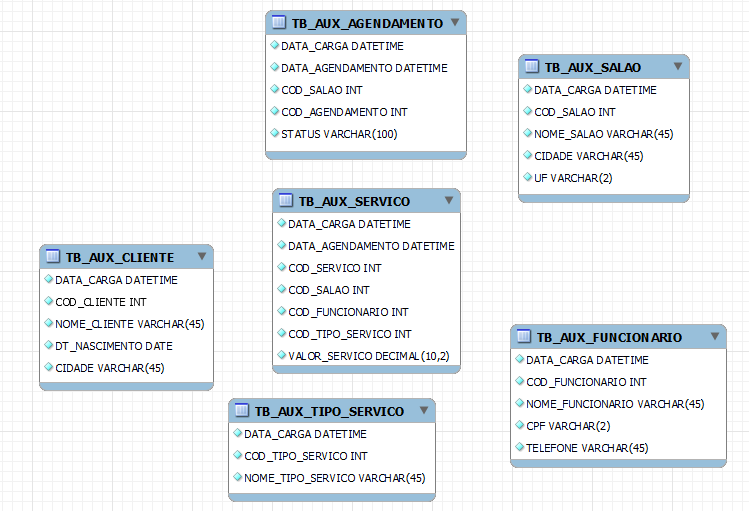 TB_AUX_AGENDAMENTO
DATA_CARGA DATETIME
DATA_AGENDAMENTO DATETIME
COD_SALAO INT
COD_AGENDAMENTO INT
STATUS VARCHAR(100)
TB_AUX_SALAO
DATA_CARGA DATETIME
COD_SALAO INT
NOME_SALAO VARCHAR(45)
CIDADE VARCHAR(45)
UF VARCHAR(2)
TB_AUX_SERVICO
DATA_CARGA DATETIME
DATA_AGENDAMENTO DATETIME
COD_SERVICO INT
COD_SALAO INT
COD_FUNCIONARIO INT
COD_TIPO_SERVICO INT
VALOR_SERVICO DECIMAL(10,2)
TB_AUX_CLIENTE
DATA_CARGA DATETIME
COD_CLIENTE INT
NOME_CLIENTE VARCHAR(45)
DT_NASCIMENTO DATE
CIDADE VARCHAR(45)
TB_AUX_FUNCIONARIO
DATA_CARGA DATETIME
COD_FUNCIONARIO INT
NOME_FUNCIONARIO VARCHAR(45)
CPF VARCHAR(2)
TELEFONE VARCHAR(45)
TB_AUX_TIPO_SERVICO
DATA_CARGA DATETIME
COD_TIPO_SERVICO INT
NOME_TIPO_SERVICO VARCHAR(45)